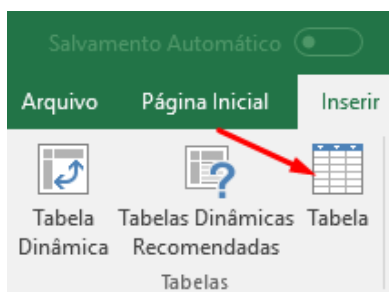 Salvamento Automático
Arquivo Página Inicial Inserir
Tabela Dinâmica
Tabelas Dinâmicas Recomendadas
Tabela
Tabelas